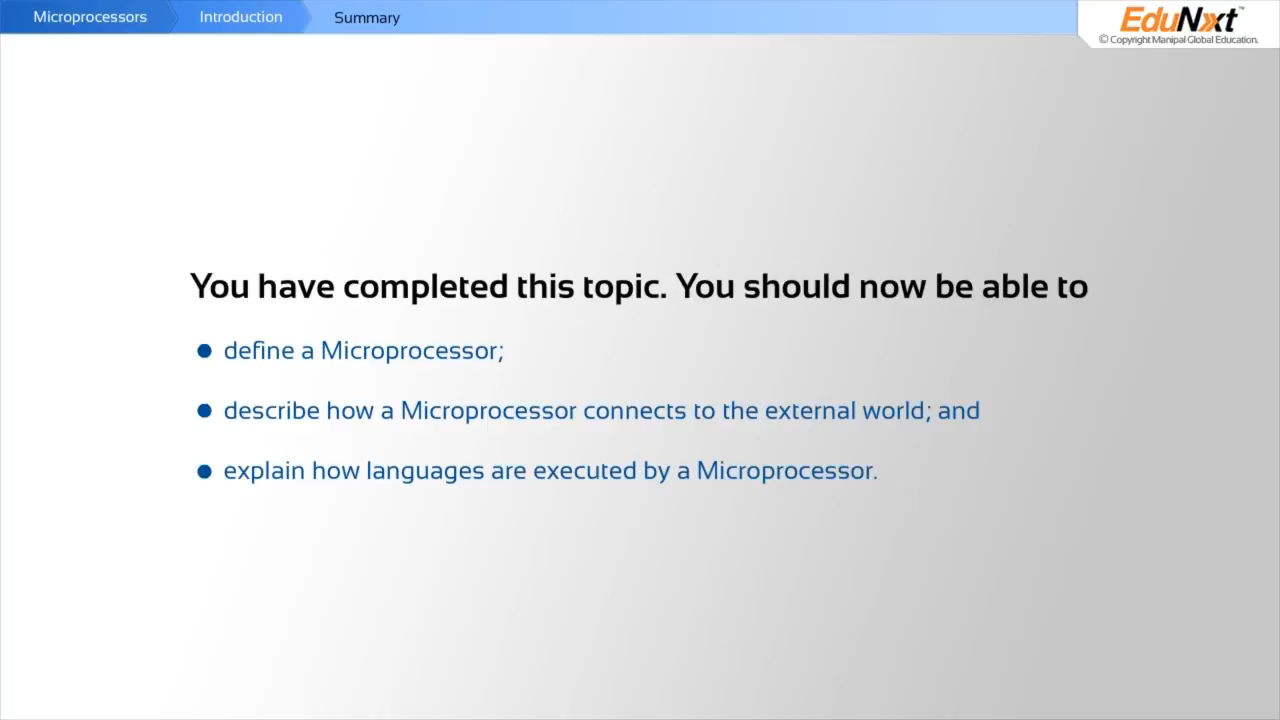 Microprocessors Introduction Summary
EduNxt™
© Copyright Manipal Global Education.
You have completed this topic. You should now be able to
● define a Microprocessor;
● describe how a Microprocessor connects to the external world; and
● explain how languages are executed by a Microprocessor.